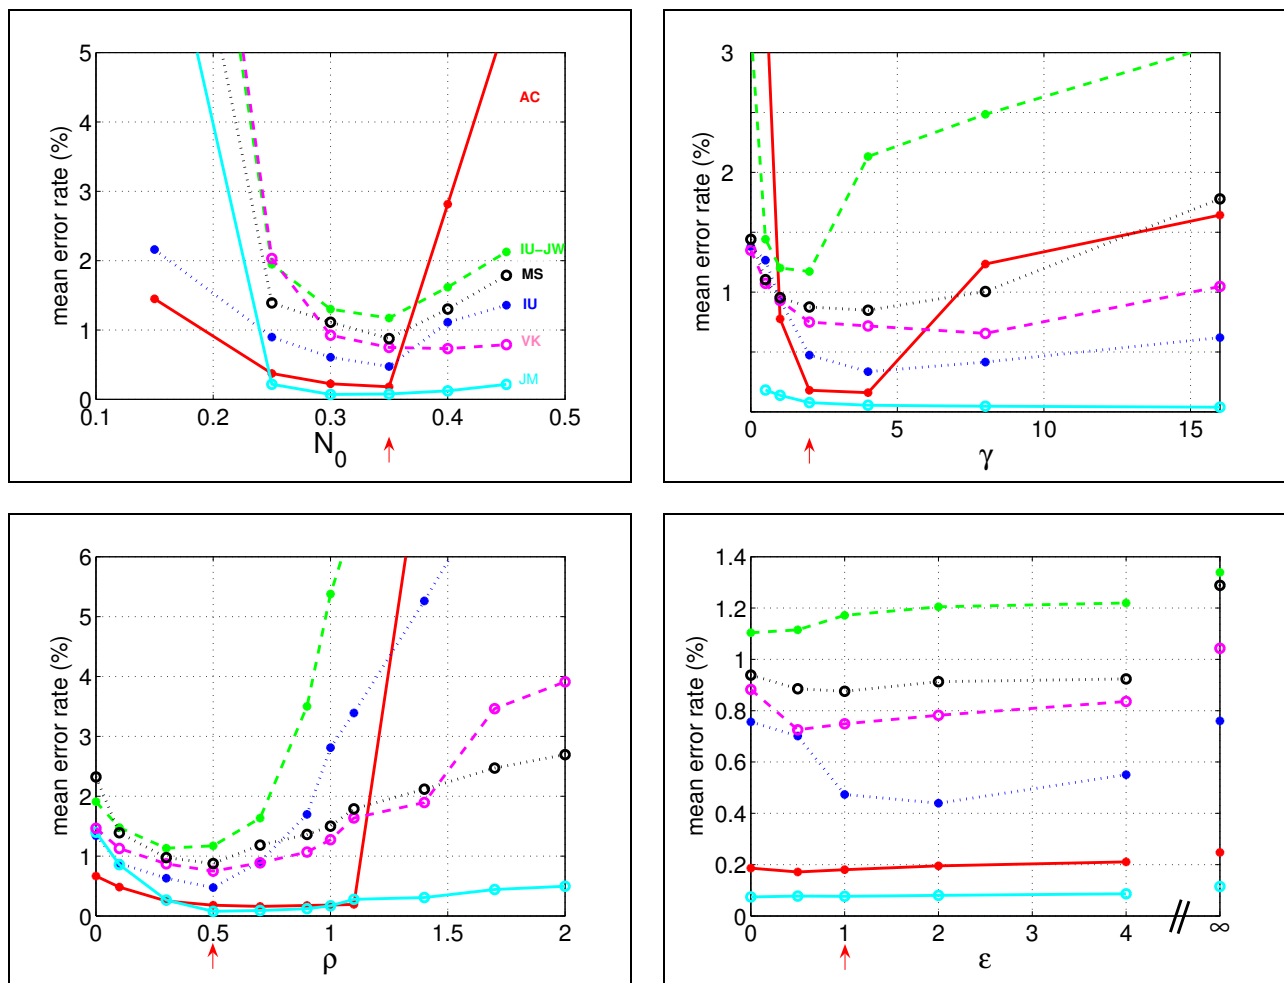 5
4
3
2
1
0
mean error rate (%)
AC
IU-JW
MS
IU
VK
JM
0.1 0.2 0.3 0.4 0.5
N0
3
2
1
mean error rate (%)
0 5 10 15
γ
6
5
4
3
2
1
0
mean error rate (%)
0 0.5 1 1.5 2
ρ
1.4
1.2
1
0.8
0.6
0.4
0.2
0
mean error rate (%)
0 1 2 3 4 // ∞
ε